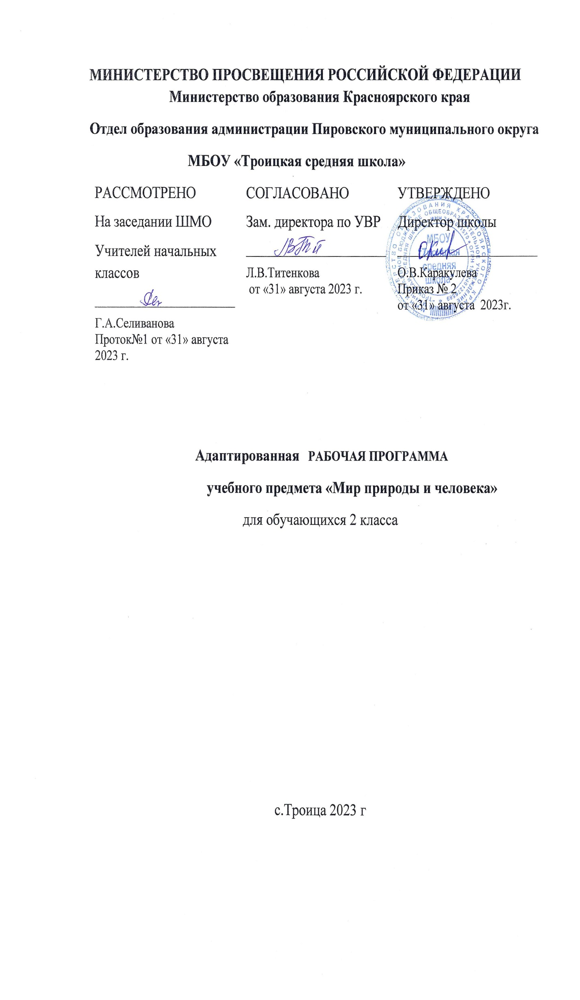 МИНИСТЕРСТВО ПРОСВЕЩЕНИЯ РОССИЙСКОЙ ФЕДЕРАЦИИ
Министерство образования Красноярского края
Отдел образования администрации Пировского муниципального округа
МБОУ «Троицкая средняя школа»
РАССМОТРЕНО
На заседании ШМО
Учителей начальных
классов
Г.А.Селиванова
Проток№1 от «31» августа
2023 г.
СОГЛАСОВАНО
Зам. директора по УВР
Л.В.Титенкова
от «31» августа 2023 г.
УТВЕРЖДЕНО
Директор школы
О.В.Каракулева
Приказ № 2
от «31» августа 2023г.
МБОУ
Троицкая
средняя
школа
Адаптированная РАБОЧАЯ ПРОГРАММА
учебного предмета «Мир природы и человека»
для обучающихся 2 класса
с.Троица 2023 г